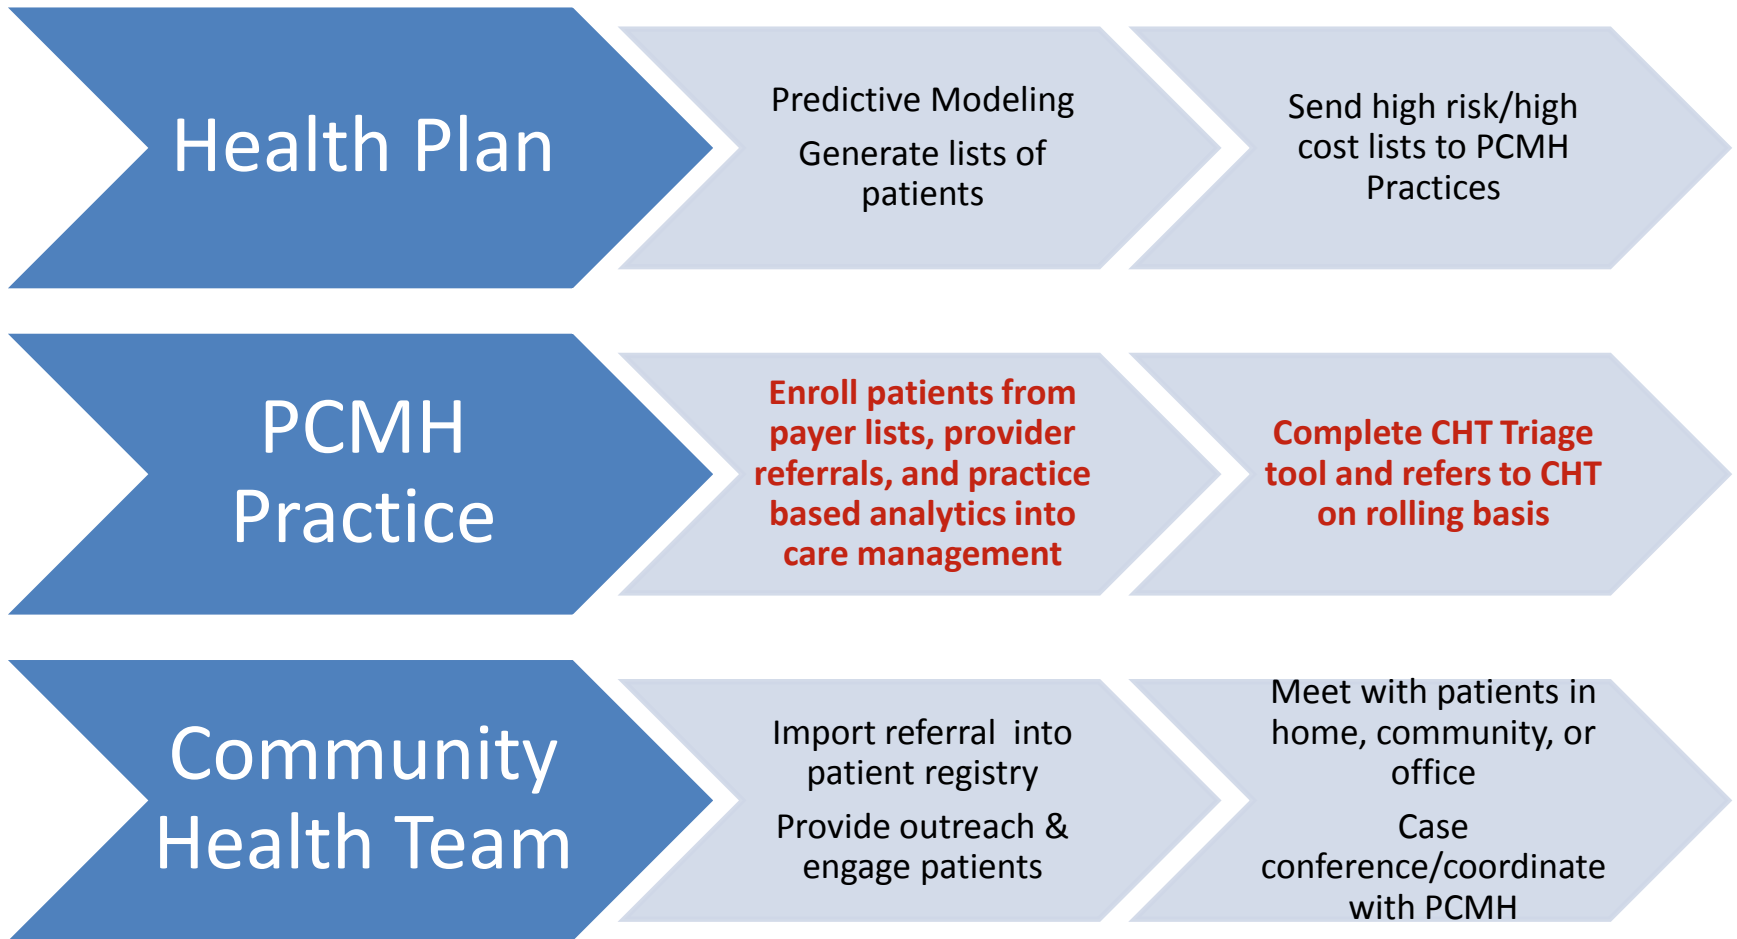 Health Plan
Predictive Modeling
Generate lists of
patients
Send high risk/high
cost lists to PCMH
Practices
PCMH
Practice
Enroll patients from
payer lists, provider
referrals, and practice
based analytics into
care management
Complete CHT Triage
tool and refers to CHT
on rolling basis
Community
Health Team
Import referral  into
patient registry
Provide outreach &
engage patients
Meet with patients in
home, community, or
office
Case
conference/coordinate
with PCMH